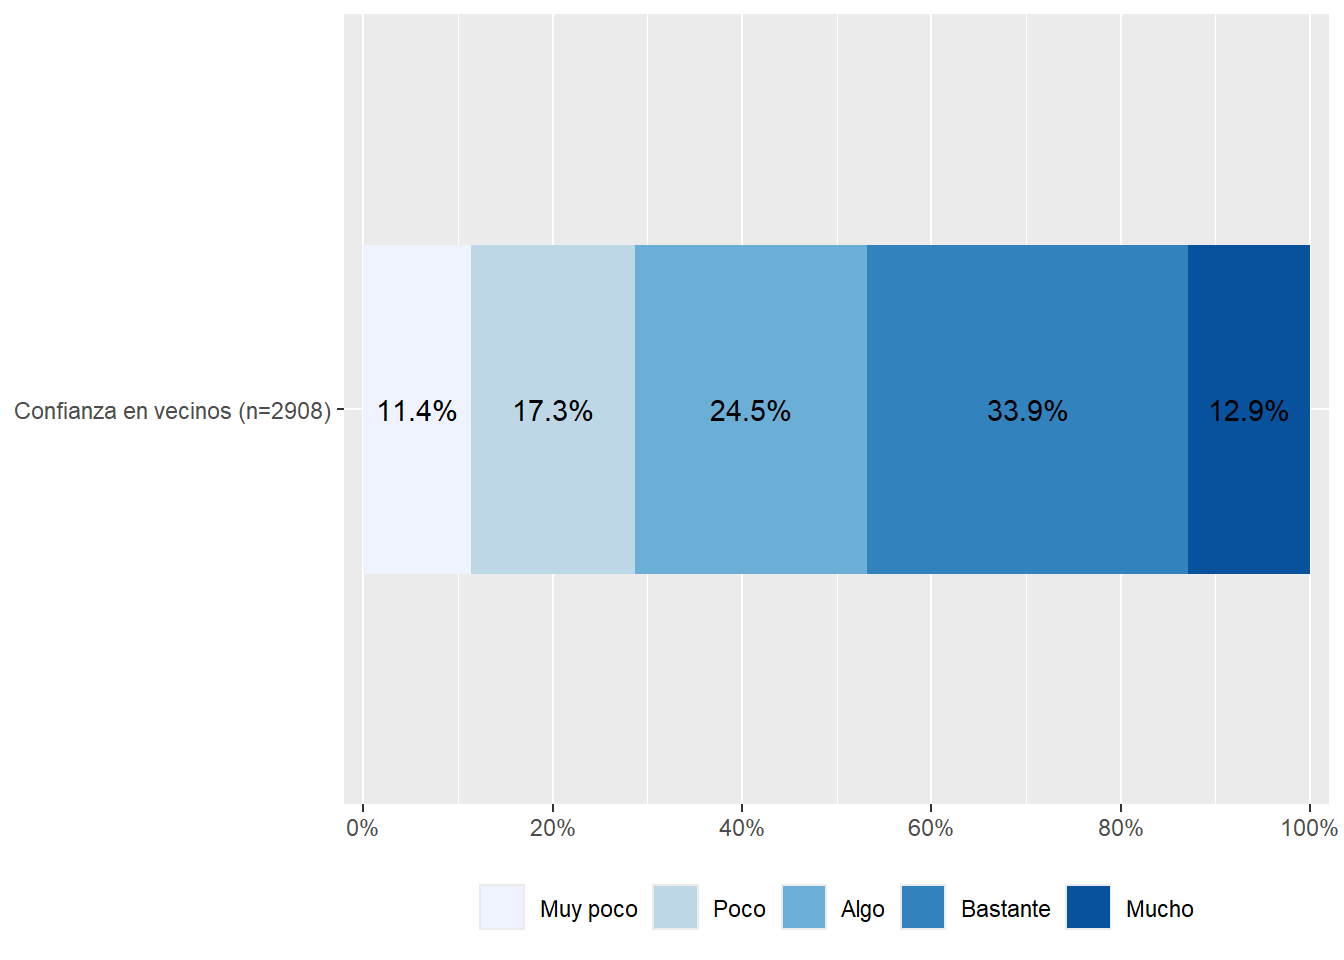 Confianza en vecinos (n=2908)
11.4% 17.3% 24.5% 33.9% 12.9%
0% 20% 40% 60% 80% 100%
Muy poco Poco Algo Bastante Mucho